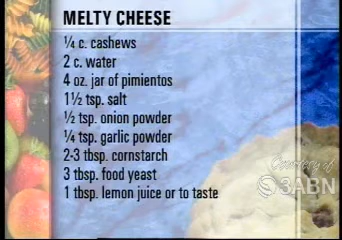 MELTY CHEESE
¼ c. cashews
2 c. water
4 oz. jar of pimientos
1½ tsp. salt
½ tsp. onion powder
¼ tsp. garlic powder
2-3 tbsp. cornstarch
3 tbsp. food yeast
1 tbsp. lemon juice or to taste
Courtesy of
3ABN